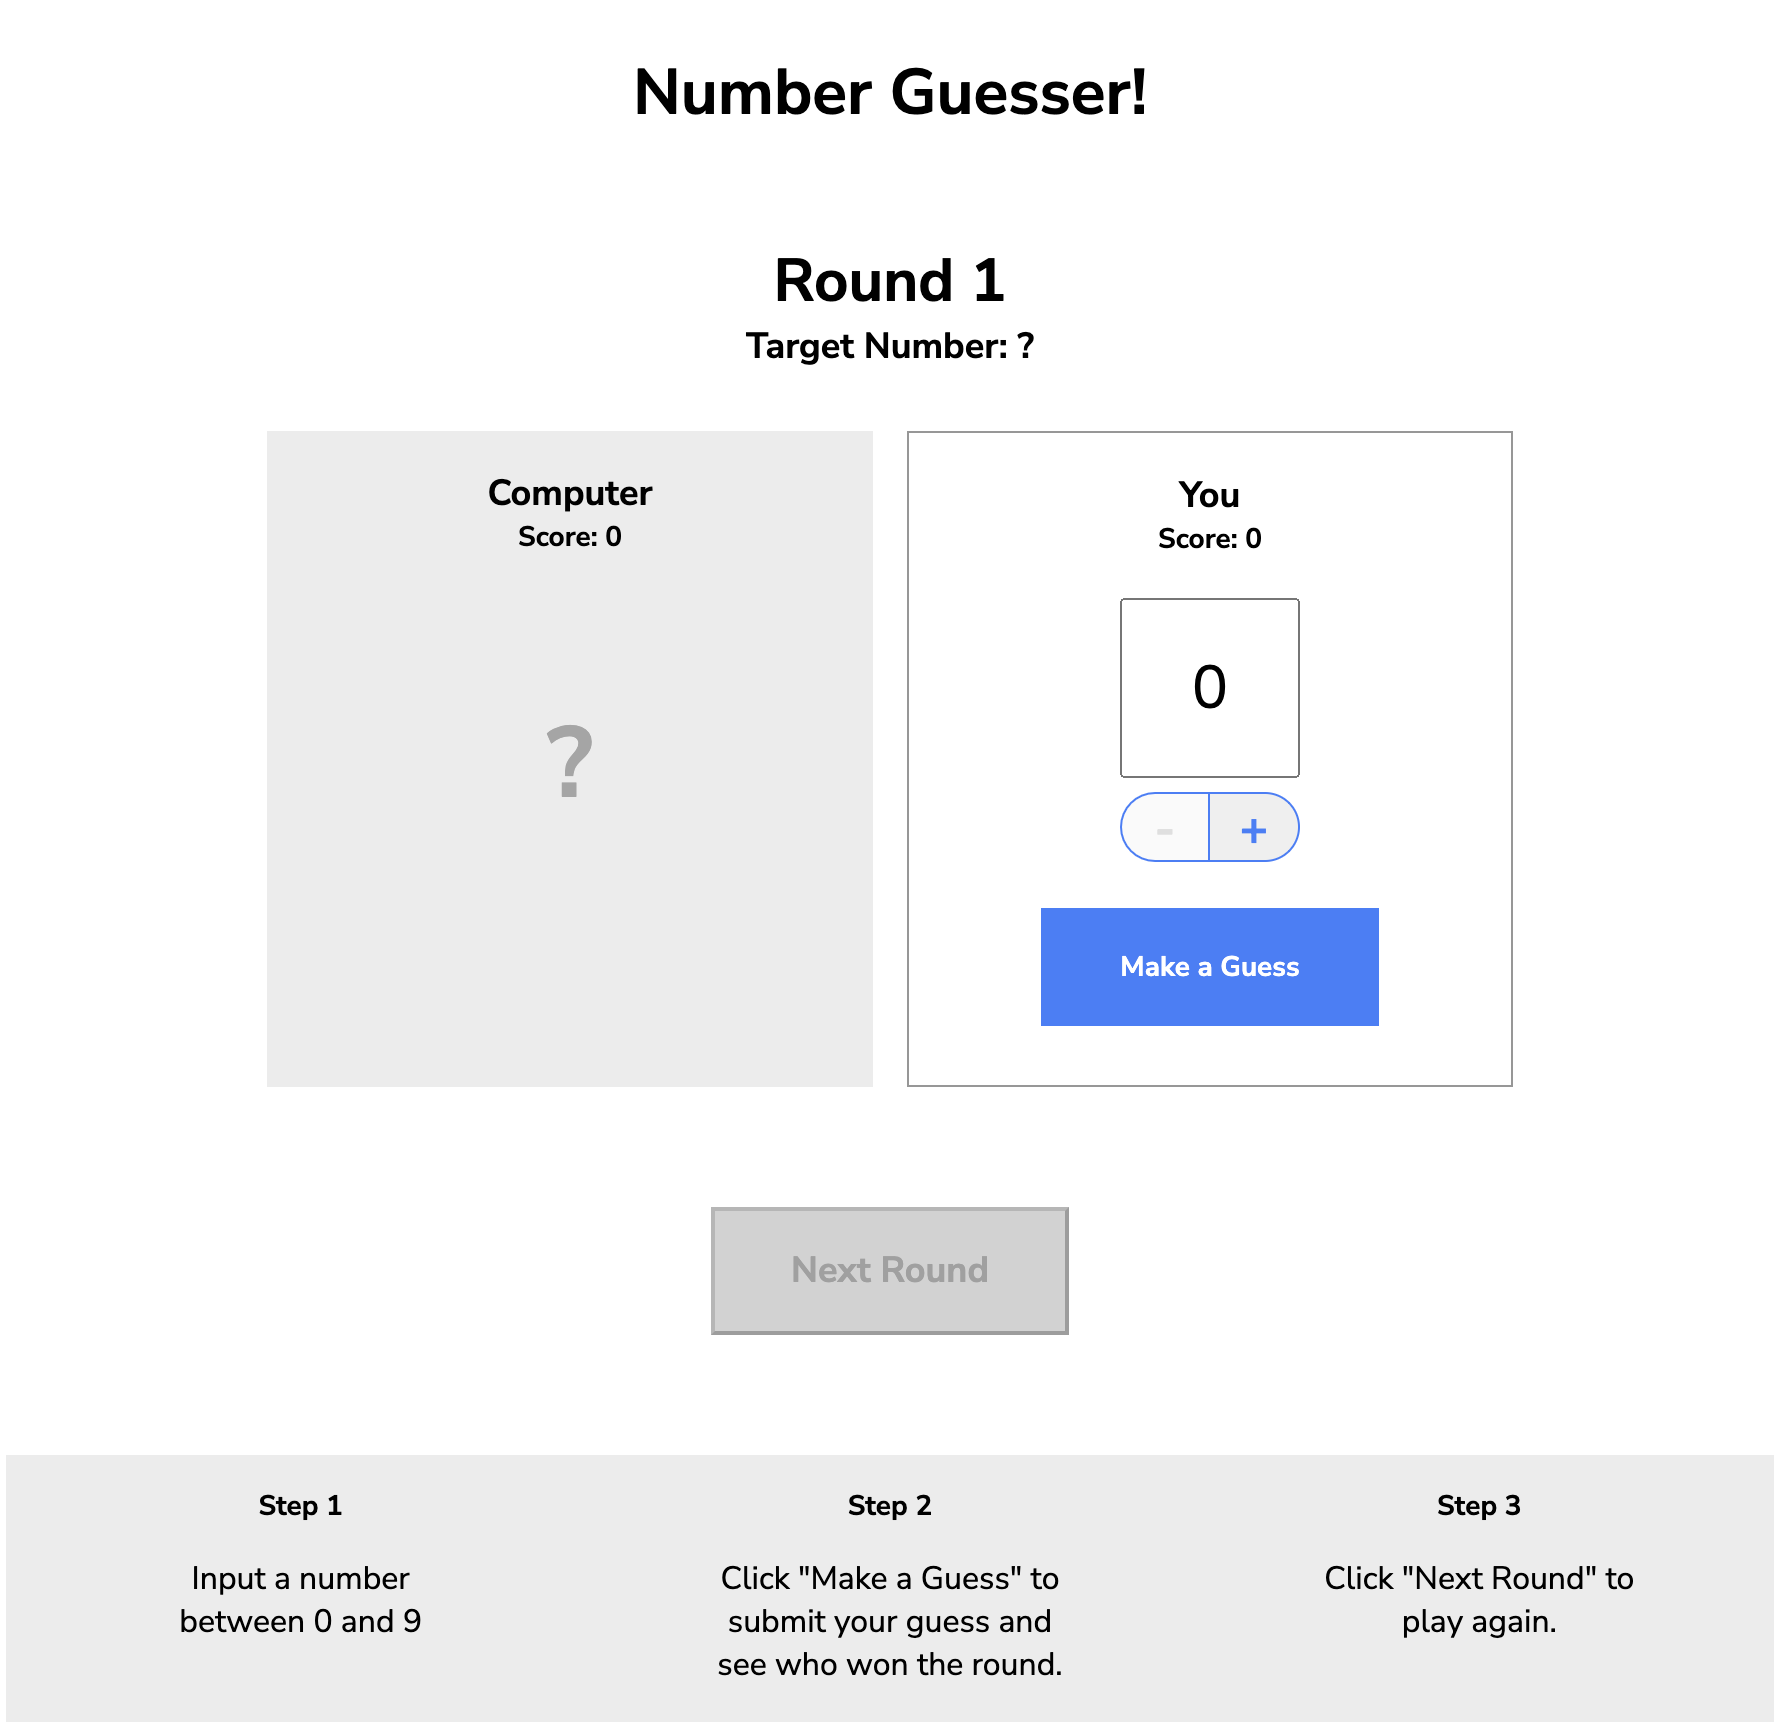 Number Guesser!
Round 1
Target Number: ?
Computer
Score: 0
?
You
Score: 0
0
- +
Make a Guess
Next Round
Step 1
Input a number
between 0 and 9
Step 2
Click "Make a Guess" to
submit your guess and
see who won the round.
Step 3
Click "Next Round" to
play again.